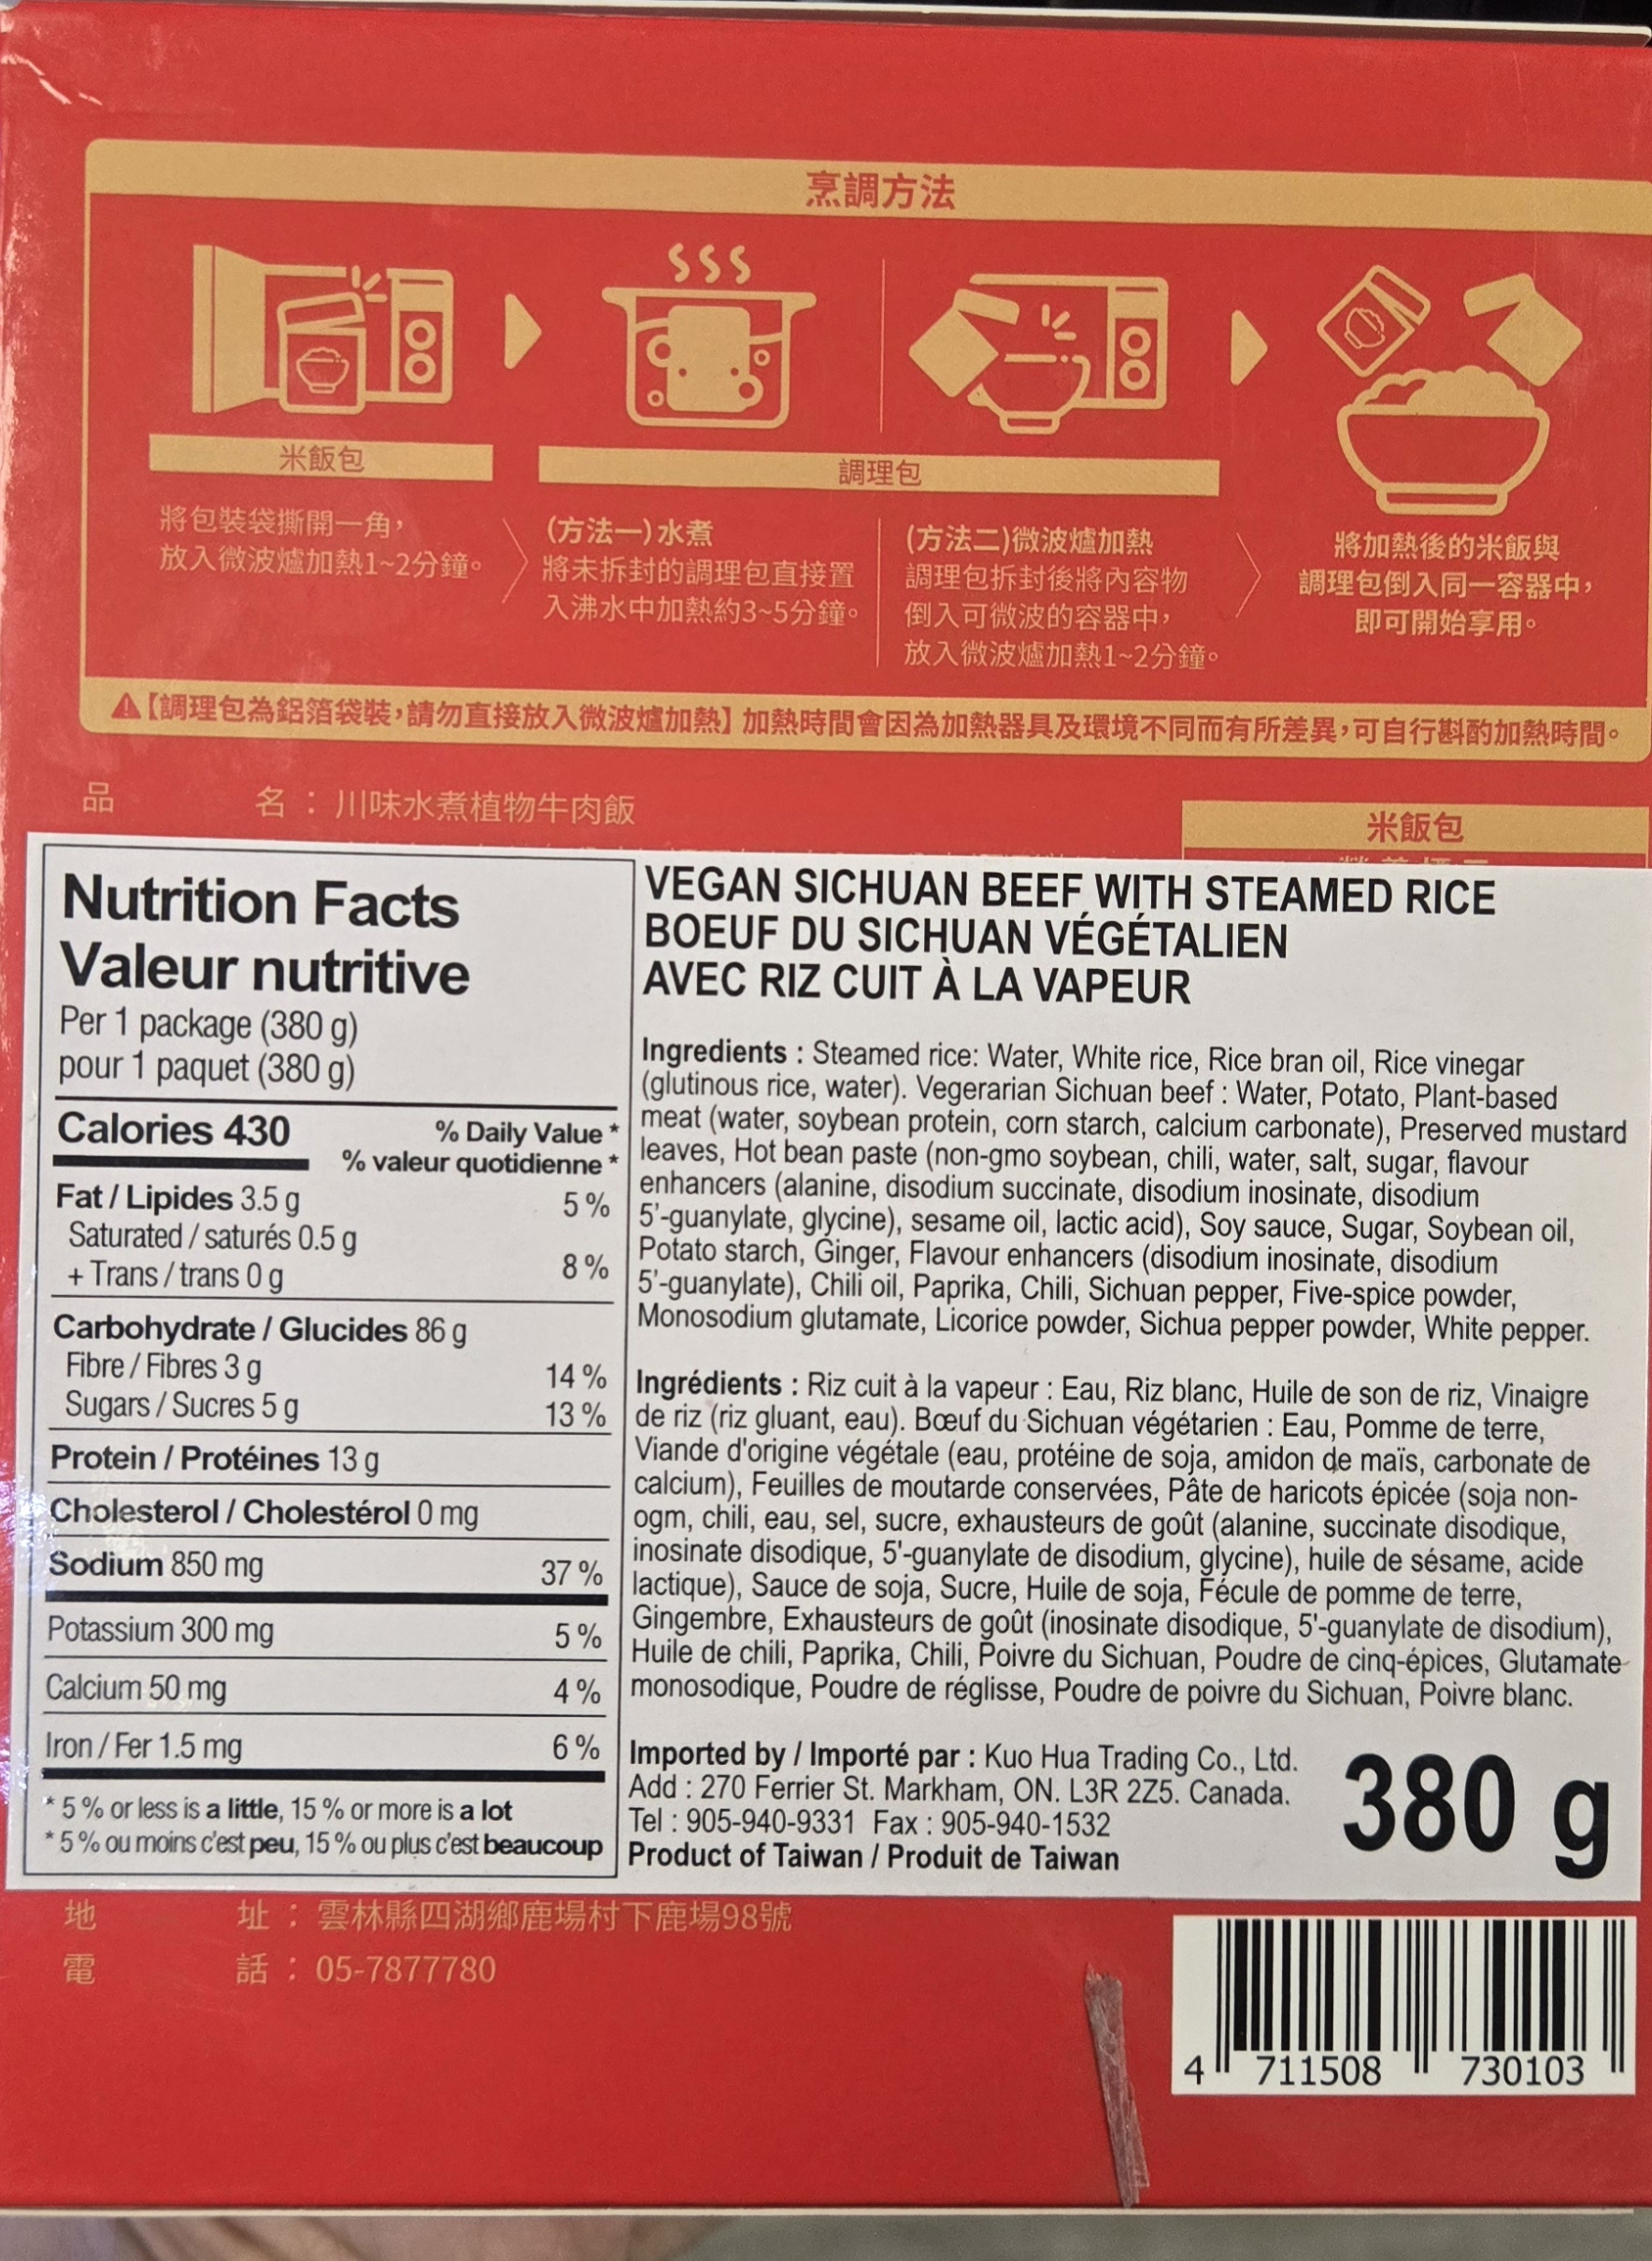 烹調方法
米飯包
將包裝袋撕開一角，
放入微波爐加熱1~2分鐘。
調理包
(方法一)水煮
將未拆封的調理包直接置
入沸水中加熱約3~5分鐘。
(方法二)微波爐加熱
調理包拆封後將內容物
倒入可微波的容器中，
放入微波爐加熱1~2分鐘。
將加熱後的米飯與
調理包倒入同一容器中，
即可開始享用。
【調理包為鋁箔袋裝，請勿直接放入微波爐加熱】加熱時間會因為加熱器具及環境不同而有所差異，可自行斟酌加熱時間。
品 名：川味水煮植物牛肉飯
米飯包
Nutrition Facts
Valeur nutritive
Per 1 package (380 g)
pour 1 paquet (380 g)
Calories 430
% Daily Value *
% valeur quotidienne *
Fat / Lipides 3.5 g 5 %
Saturated / saturés 0.5 g
+ Trans / trans 0 g 8 %
Carbohydrate / Glucides 86 g
Fibre / Fibres 3 g 14 %
Sugars / Sucres 5 g 13 %
Protein / Protéines 13 g
Cholesterol / Cholestérol 0 mg
Sodium 850 mg 37 %
Potassium 300 mg 5 %
Calcium 50 mg 4 %
Iron / Fer 1.5 mg 6 %
* 5 % or less is a little, 15 % or more is a lot
* 5 % ou moins c'est peu, 15 % ou plus c'est beaucoup
VEGAN SICHUAN BEEF WITH STEAMED RICE
BOEUF DU SICHUAN VÉGÉTALIEN
AVEC RIZ CUIT À LA VAPEUR
Ingredients : Steamed rice: Water, White rice, Rice bran oil, Rice vinegar
(glutinous rice, water). Vegerarian Sichuan beef : Water, Potato, Plant-based
meat (water, soybean protein, corn starch, calcium carbonate), Preserved mustard
leaves, Hot bean paste (non-gmo soybean, chili, water, salt, sugar, flavour
enhancers (alanine, disodium succinate, disodium inosinate, disodium
5'-guanylate, glycine), sesame oil, lactic acid), Soy sauce, Sugar, Soybean oil,
Potato starch, Ginger, Flavour enhancers (disodium inosinate, disodium
5'-guanylate), Chili oil, Paprika, Chili, Sichuan pepper, Five-spice powder,
Monosodium glutamate, Licorice powder, Sichua pepper powder, White pepper.
Ingrédients : Riz cuit à la vapeur : Eau, Riz blanc, Huile de son de riz, Vinaigre
de riz (riz gluant, eau). Bœuf du Sichuan végétarien : Eau, Pomme de terre,
Viande d'origine végétale (eau, protéine de soja, amidon de maïs, carbonate de
calcium), Feuilles de moutarde conservées, Pâte de haricots épicée (soja non-
ogm, chili, eau, sel, sucre, exhausteurs de goût (alanine, succinate disodique,
inosinate disodique, 5'-guanylate de disodium, glycine), huile de sésame, acide
lactique), Sauce de soja, Sucre, Huile de soja, Fécule de pomme de terre,
Gingembre, Exhausteurs de goût (inosinate disodique, 5'-guanylate de disodium),
Huile de chili, Paprika, Chili, Poivre du Sichuan, Poudre de cinq-épices, Glutamate
monosodique, Poudre de réglisse, Poudre de poivre du Sichuan, Poivre blanc.
Imported by / Importé par : Kuo Hua Trading Co., Ltd.
Add : 270 Ferrier St. Markham, ON. L3R 2Z5. Canada.
Tel : 905-940-9331 Fax : 905-940-1532
Product of Taiwan / Produit de Taiwan
380 g
地 址：雲林縣四湖鄉鹿場村下鹿場98號
電 話：05-7877780
4 711508 730103